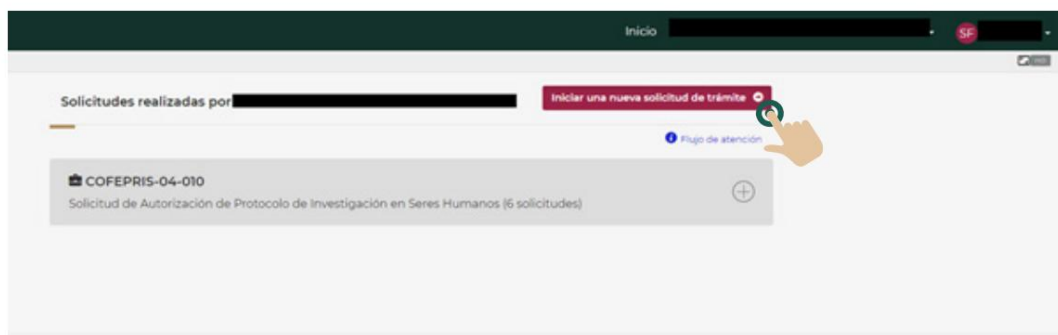 Inicio
SF
Solicitudes realizadas por
Iniciar una nueva solicitud de trámite
Flujo de atención
COFEPRIS-04-010
Solicitud de Autorización de Protocolo de Investigación en Seres Humanos (6 solicitudes)